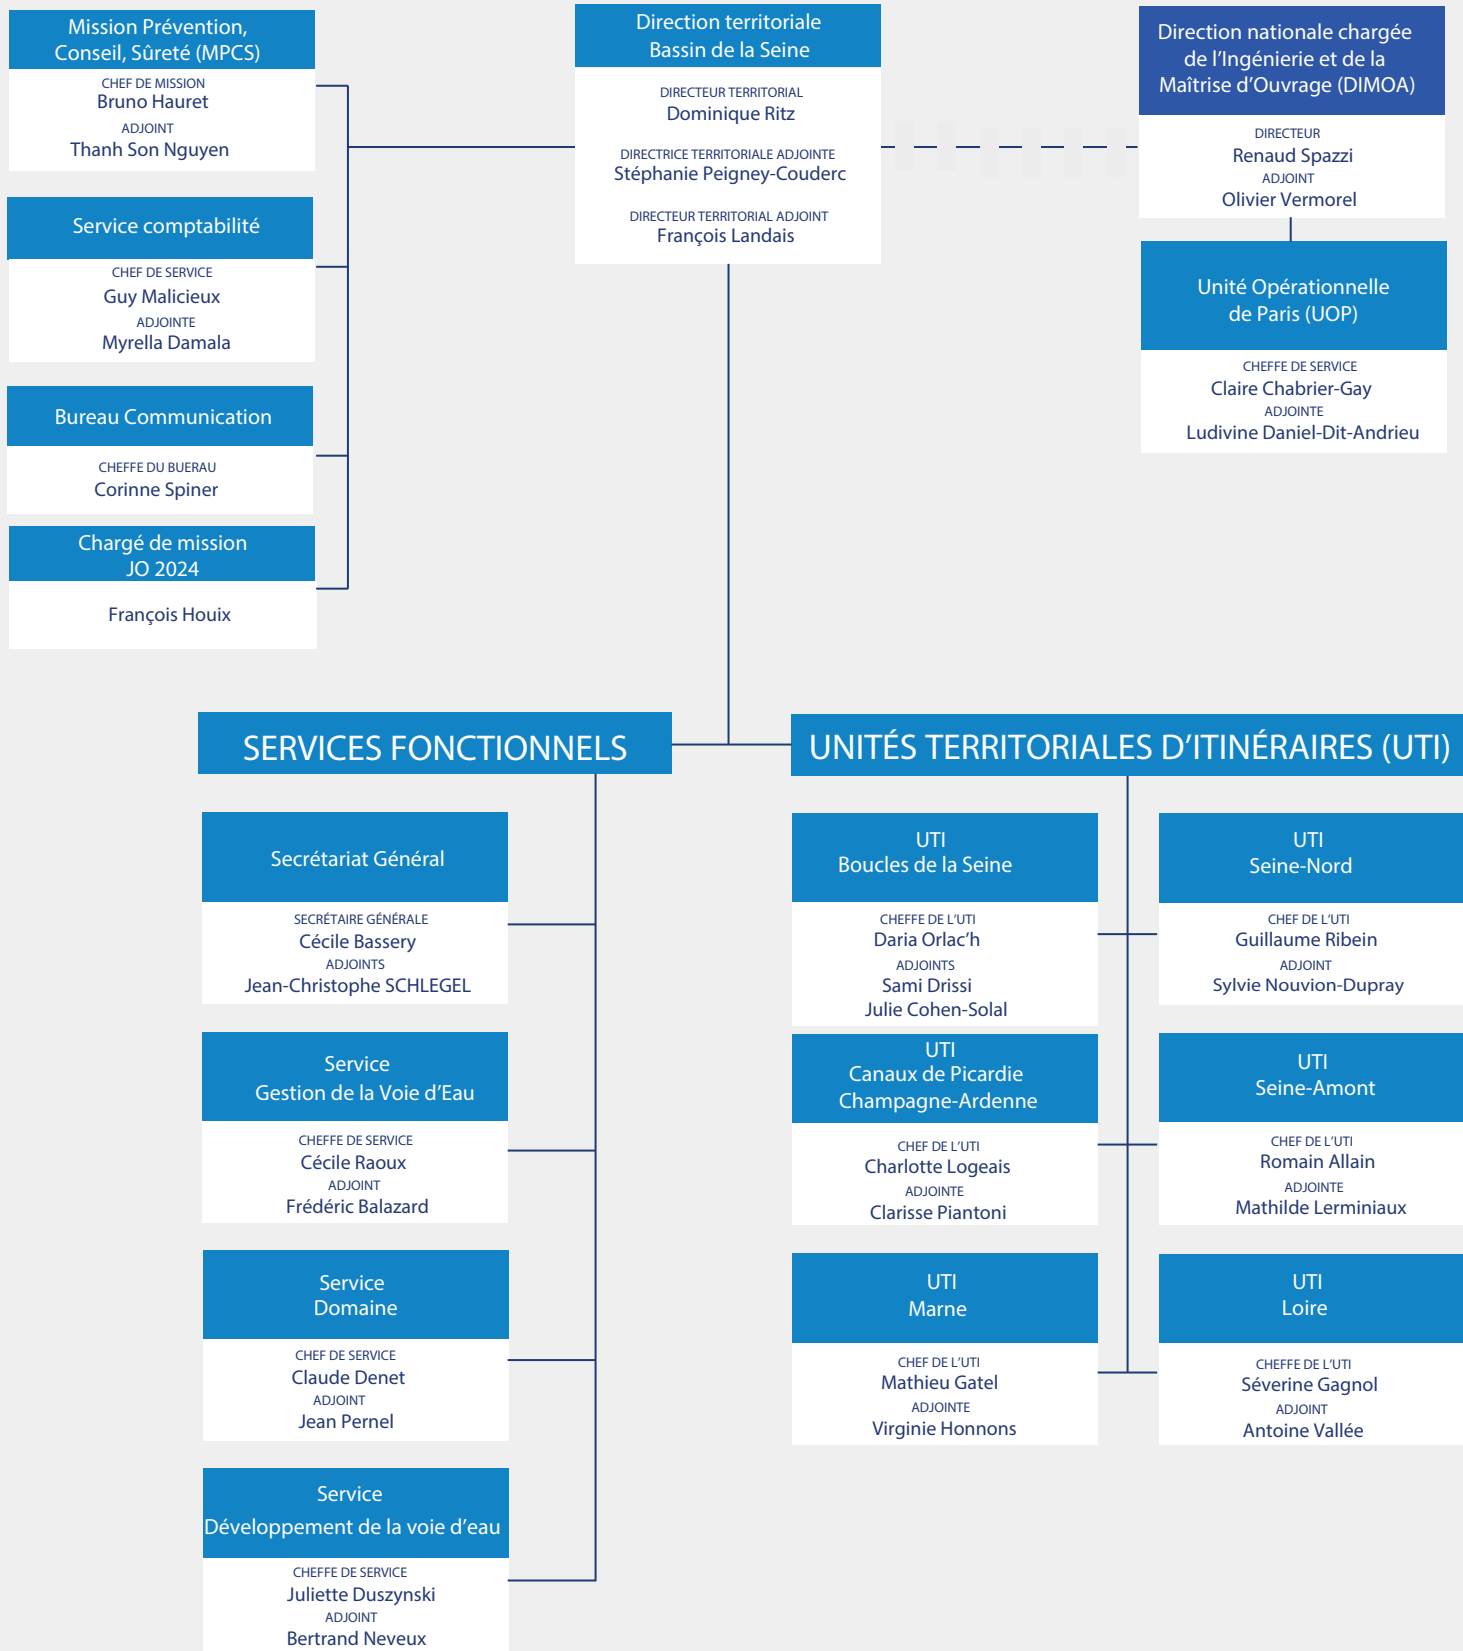 Mission Prévention,
Conseil, Sûreté (MPCS)
CHEF DE MISSION
Bruno Hauret
ADJOINT
Thanh Son Nguyen
Service comptabilité
CHEF DE SERVICE
Guy Malicieux
ADJOINTE
Myrella Damala
Bureau Communication
CHEFFE DU BUERAU
Corinne Spiner
Chargé de mission
JO 2024
François Houix
Direction territoriale
Bassin de la Seine
DIRECTEUR TERRITORIAL
Dominique Ritz
DIRECTRICE TERRITORIALE ADJOINTE
Stéphanie Peigney-Couderc
DIRECTEUR TERRITORIAL ADJOINT
François Landais
Direction nationale chargée
de l'Ingénierie et de la
Maîtrise d'Ouvrage (DIMOA)
DIRECTEUR
Renaud Spazzi
ADJOINT
Olivier Vermorel
Unité Opérationnelle
de Paris (UOP)
CHEFFE DE SERVICE
Claire Chabrier-Gay
ADJOINTE
Ludivine Daniel-Dit-Andrieu
SERVICES FONCTIONNELS
Secrétariat Général
SECRÉTAIRE GÉNÉRALE
Cécile Bassery
ADJOINTS
Jean-Christophe SCHLEGEL
Service
Gestion de la Voie d'Eau
CHEFFE DE SERVICE
Cécile Raoux
ADJOINT
Frédéric Balazard
Service
Domaine
CHEF DE SERVICE
Claude Denet
ADJOINT
Jean Pernel
Service
Développement de la voie d'eau
CHEFFE DE SERVICE
Juliette Duszynski
ADJOINT
Bertrand Neveux
UNITÉS TERRITORIALES D'ITINÉRAIRES (UTI)
UTI
Boucles de la Seine
CHEFFE DE L'UTI
Daria Orlac'h
ADJOINTS
Sami Drissi
Julie Cohen-Solal
UTI
Seine-Nord
CHEF DE L'UTI
Guillaume Ribein
ADJOINT
Sylvie Nouvion-Dupray
UTI
Canaux de Picardie
Champagne-Ardenne
CHEF DE L'UTI
Charlotte Logeais
ADJOINTE
Clarisse Piantoni
UTI
Seine-Amont
CHEF DE L'UTI
Romain Allain
ADJOINTE
Mathilde Lerminiaux
UTI
Marne
CHEF DE L'UTI
Mathieu Gatel
ADJOINTE
Virginie Honnons
UTI
Loire
CHEFFE DE L'UTI
Séverine Gagnol
ADJOINT
Antoine Vallée